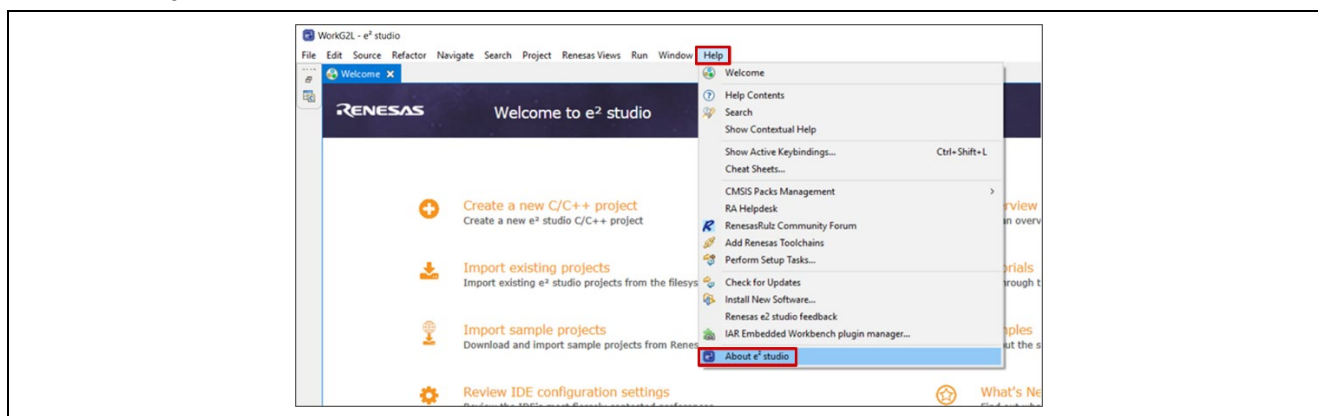 WorkG2L - e² studio
File Edit Source Refactor Navigate Search Project Renesas Views Run Window Help
Welcome
RENESAS Welcome to e² studio
Create a new C/C++ project
Create a new e² studio C/C++ project
Import existing projects
Import existing e² studio projects from the filesys
Import sample projects
Download and import sample projects from Renes
Review IDE configuration settings
Welcome
Help Contents
Search
Show Contextual Help
Show Active Keybindings... Ctrl+Shift+L
Cheat Sheets...
CMSIS Packs Management
RA Helpdesk
RenesasRulz Community Forum
Add Renesas Toolchains
Perform Setup Tasks...
Check for Updates
Install New Software...
Renesas e2 studio feedback
IAR Embedded Workbench plugin manager...
About e² studio
rview
an overv
orials
rough t
ples
ut the s
What's Ne